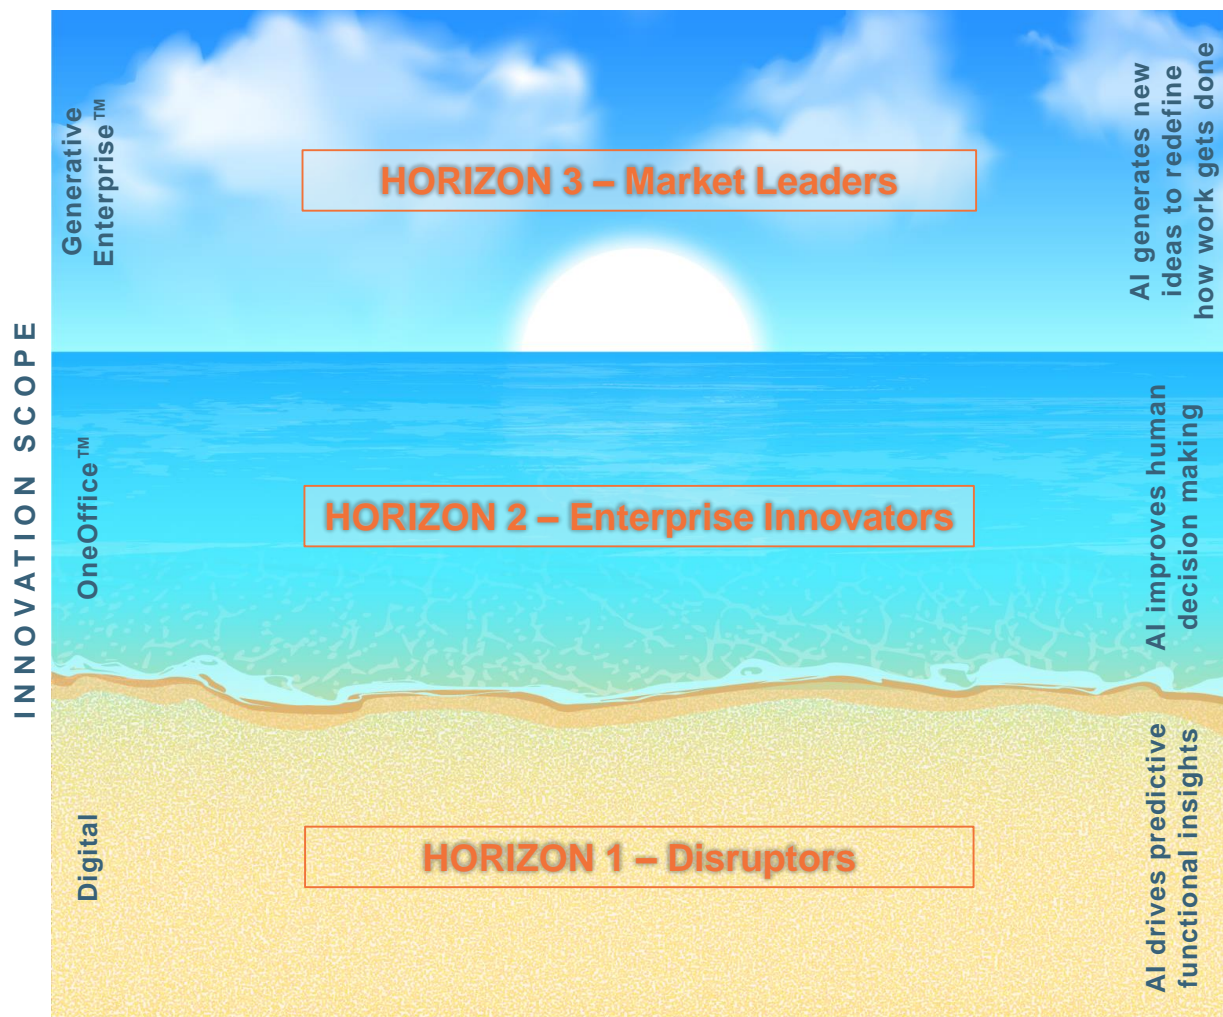 INNOVATION SCOPE
Generative
Enterprise™
HORIZON 3 – Market Leaders
AI generates new
ideas to redefine
how work gets done
OneOffice™
HORIZON 2 – Enterprise Innovators
AI improves human
decision making
Digital
HORIZON 1 – Disruptors
AI drives predictive
functional insights